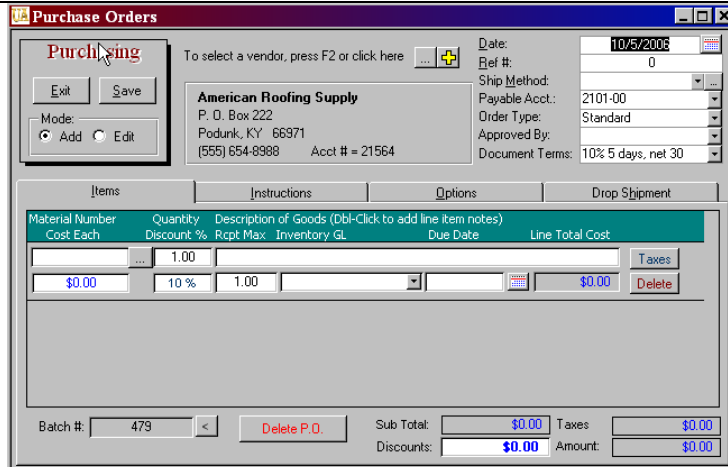 UA Purchase Orders
Purchasing
Exit Save
Mode:
Add Edit
To select a vendor, press F2 or click here ...
American Roofing Supply
P. O. Box 222
Podunk, KY 66971
(555) 654-8988 Acct # = 21564
Date: 10/5/2006
Ref #: 0
Ship Method: ...
Payable Acct.: 2101-00
Order Type: Standard
Approved By:
Document Terms: 10% 5 days, net 30
Items Instructions Options Drop Shipment
Material Number Quantity Description of Goods (Dbl-Click to add line item notes)
Cost Each Discount % Rcpt Max Inventory GL Due Date Line Total Cost
... 1.00 Taxes
$0.00 10 % 1.00 $0.00 Delete
Batch #: 479 < Delete P.O. Sub Total: $0.00 Taxes $0.00
Discounts: $0.00 Amount: $0.00